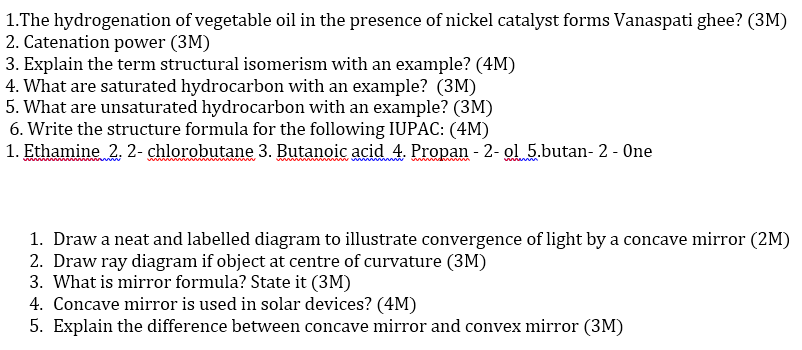 1.The hydrogenation of vegetable oil in the presence of nickel catalyst forms Vanaspati ghee? (3M)
2. Catenation power (3M)
3. Explain the term structural isomerism with an example? (4M)
4. What are saturated hydrocarbon with an example?  (3M)
5. What are unsaturated hydrocarbon with an example? (3M)
6. Write the structure formula for the following IUPAC: (4M)
1. Ethamine  2. 2- chlorobutane 3. Butanoic acid  4. Propan - 2- ol  5.butan- 2 - One
1. Draw a neat and labelled diagram to illustrate convergence of light by a concave mirror (2M)
2. Draw ray diagram if object at centre of curvature (3M)
3. What is mirror formula? State it (3M)
4. Concave mirror is used in solar devices? (4M)
5. Explain the difference between concave mirror and convex mirror (3M)